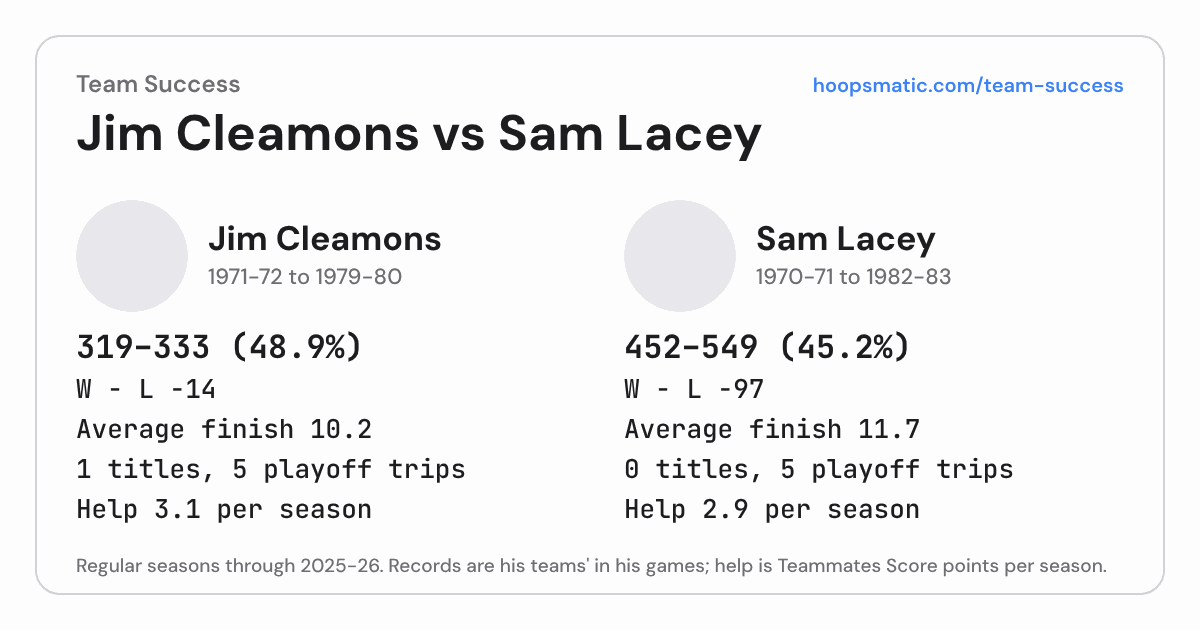 Team Success
hoopsmatic.com/team-success
Jim Cleamons vs Sam Lacey
Jim Cleamons
1971-72 to 1979-80
319-333 (48.9%)
W - L -14
Average finish 10.2
1 titles, 5 playoff trips
Help 3.1 per season
Sam Lacey
1970-71 to 1982-83
452-549 (45.2%)
W - L -97
Average finish 11.7
0 titles, 5 playoff trips
Help 2.9 per season
Regular seasons through 2025-26. Records are his teams' in his games; help is Teammates Score points per season.